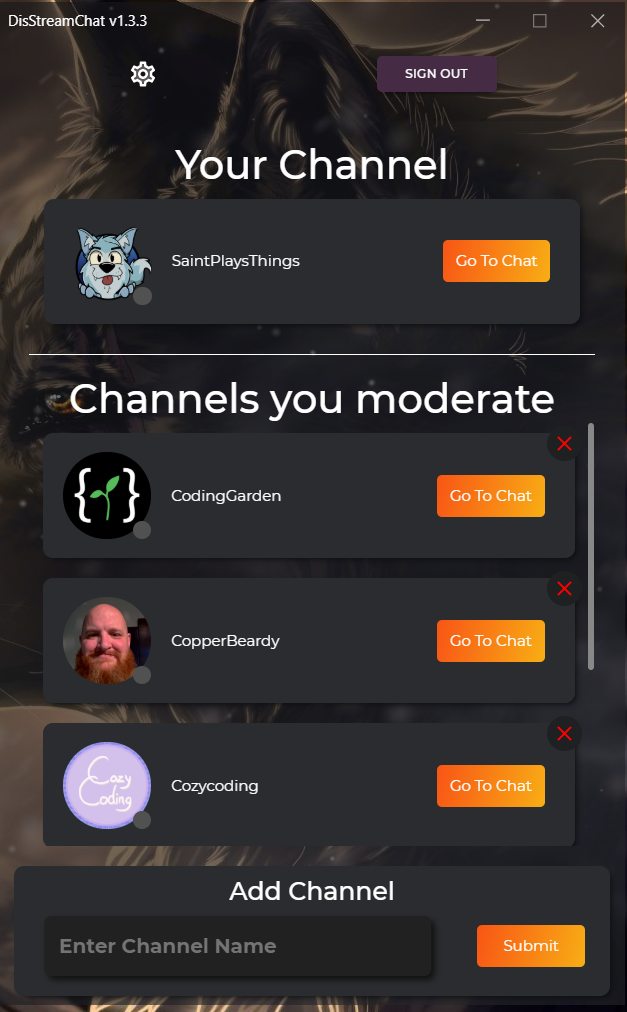 DisStreamChat v1.3.3
SIGN OUT
Your Channel
SaintPlaysThings
Go To Chat
Channels you moderate
CodingGarden
Go To Chat
CopperBeardy
Go To Chat
Cozy
Coding
Cozycoding
Go To Chat
Add Channel
Enter Channel Name
Submit